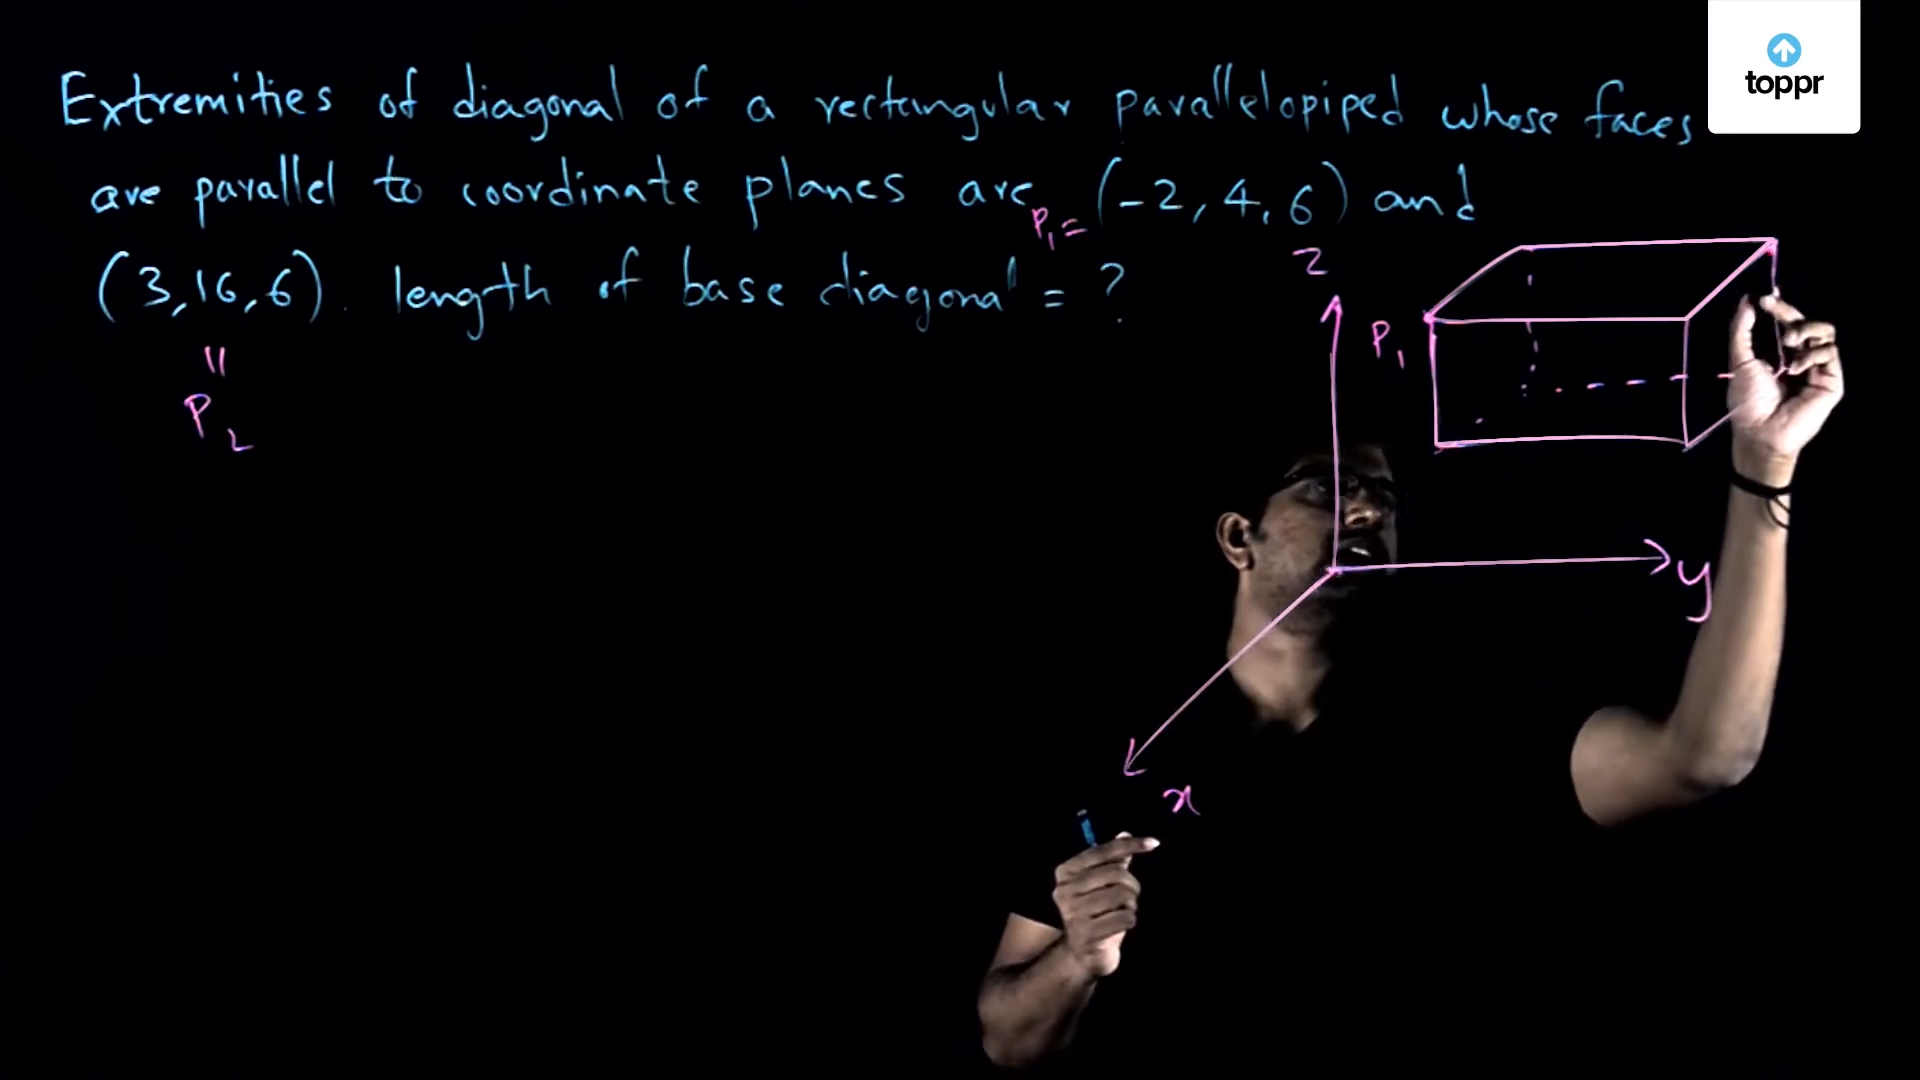 toppr
Extremities of diagonal of a rectangular parallelopiped whose faces
are parallel to coordinate planes are (-2, 4, 6) and
P₁ =
(3, 16, 6). length of base diagonal = ?
"
P₂
z
P₁
y
x